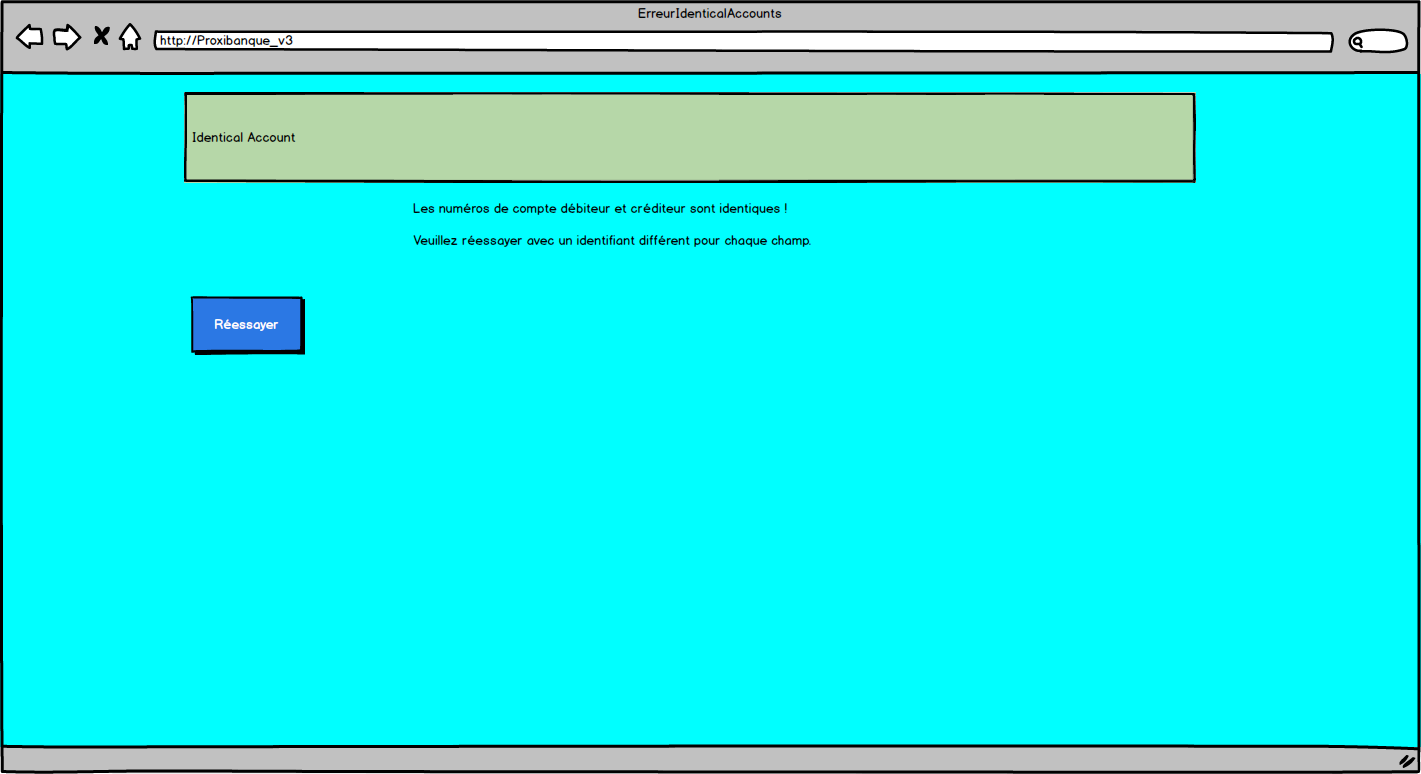 ErreurIdenticalAccounts
http://Proxibanque_v3
Identical Account
Les numéros de compte débiteur et créditeur sont identiques !
Veuillez réessayer avec un identifiant différent pour chaque champ.
Réessayer